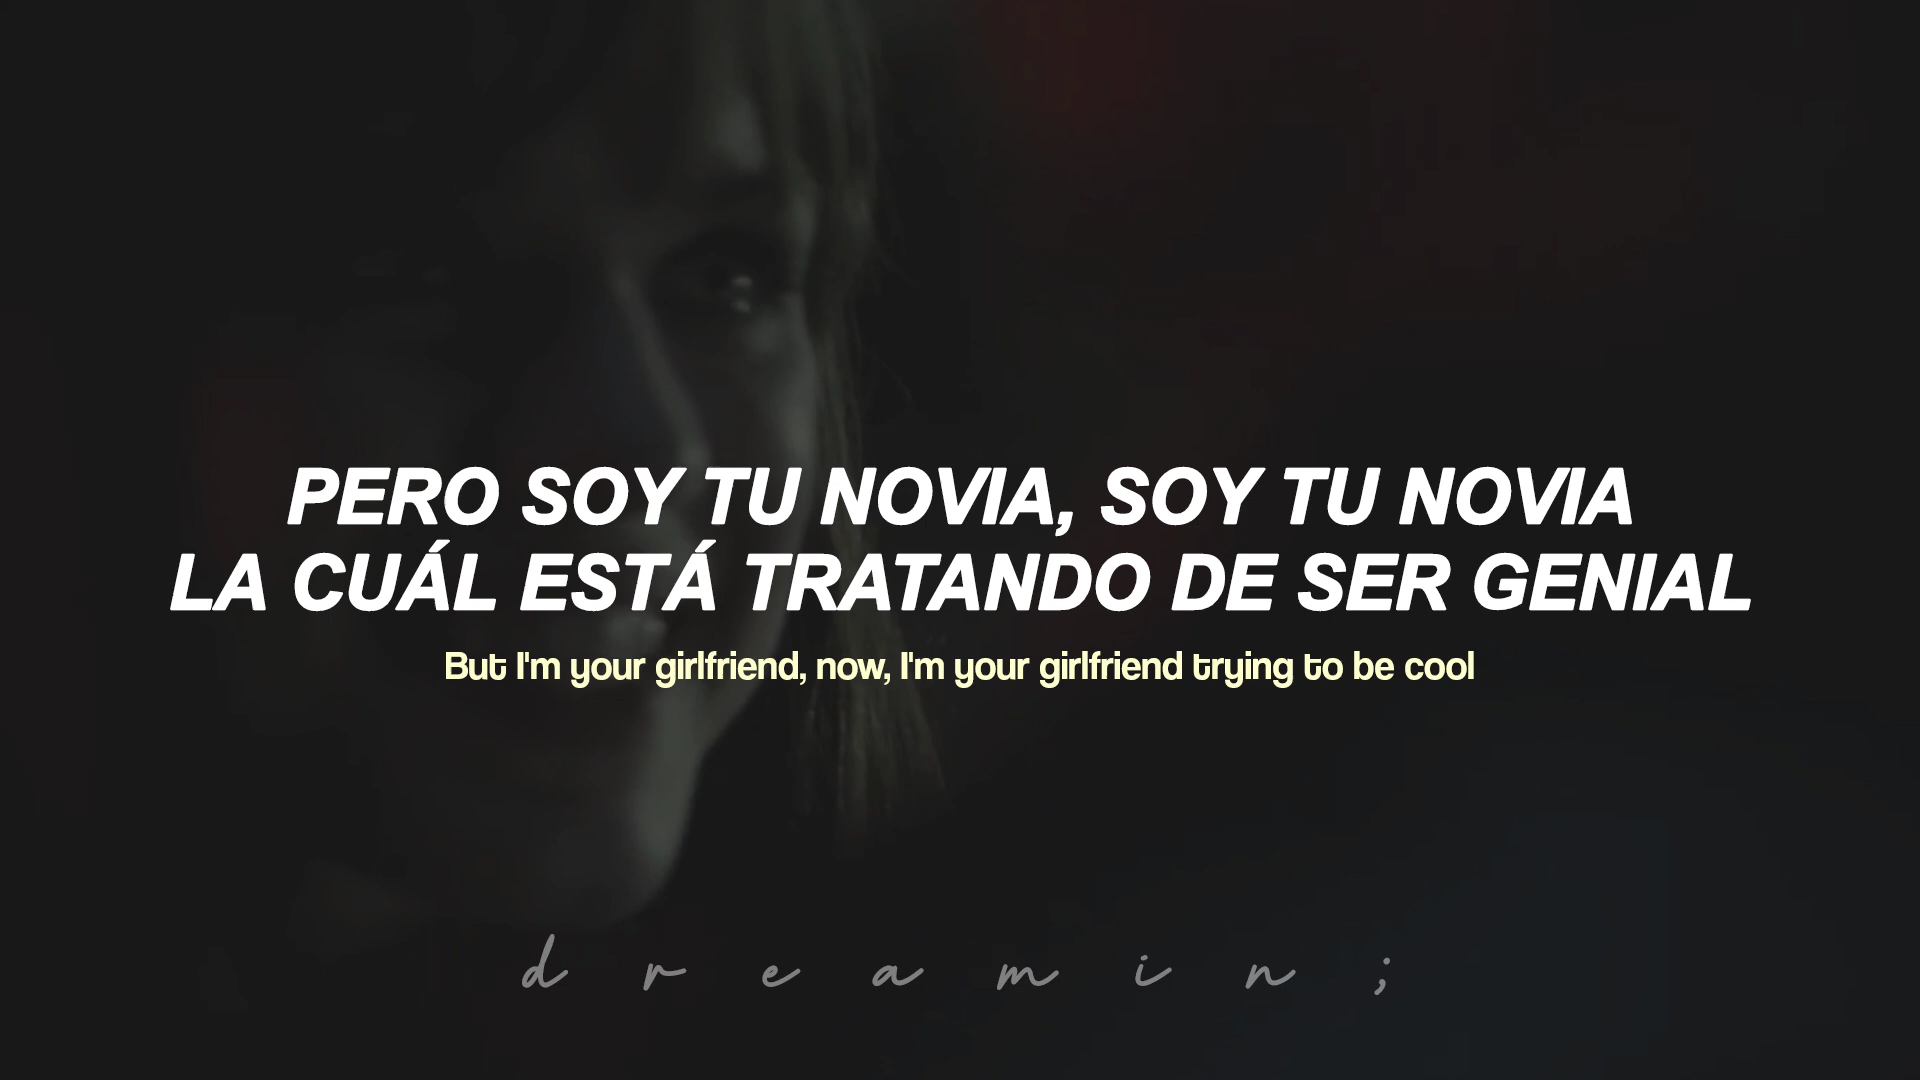 PERO SOY TU NOVIA, SOY TU NOVIA
LA CUÁL ESTÁ TRATANDO DE SER GENIAL
But I'm your girlfriend, now, I'm your girlfriend trying to be cool
d r e a m i n ;